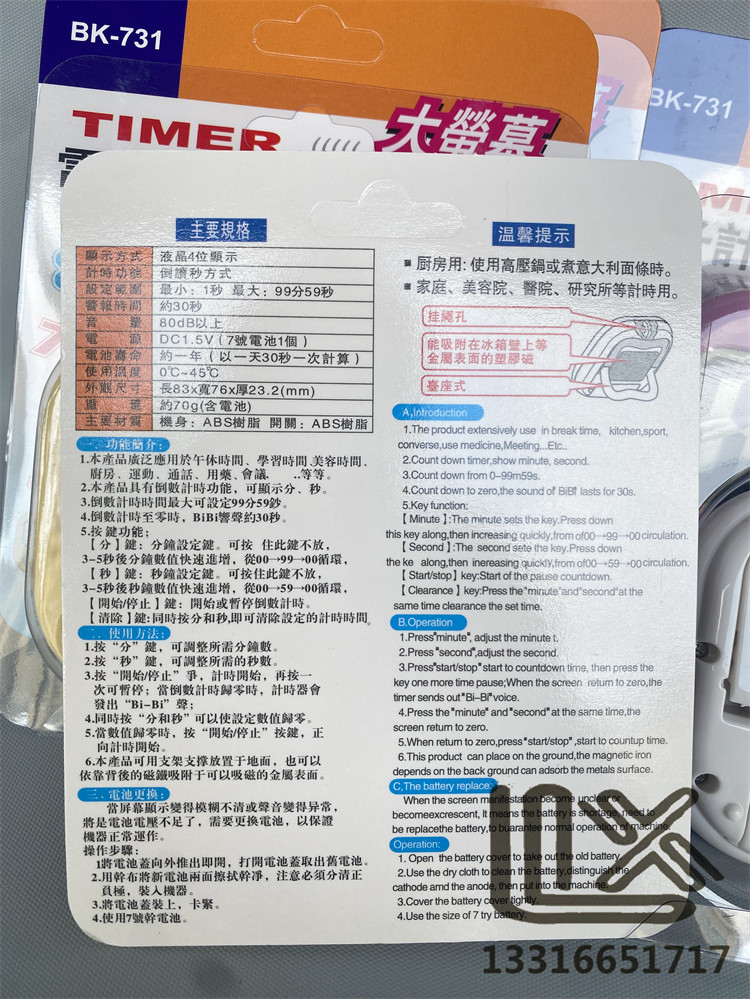 BK-731
BK-731
TIMER
大螢幕
主要規格
顯示方式 液晶4位顯示
計時功能 倒讀秒方式
設定範圍 最小：1秒 最大：99分59秒
警報時間 約30秒
音量 80dB以上
電源 DC1.5V（7號電池1個）
電池壽命 約一年（以一天30秒一次計算）
使用溫度 0℃~45℃
外觀尺寸 長83x寬76x厚23.2(mm)
重量 約70g(含電池)
主要材質 機身：ABS樹脂 開關：ABS樹脂
一、功能簡介：
1.本產品廣泛應用於午休時間、學習時間、美容時間、
廚房、運動、通話、用藥、會議. ..等等。
2.本產品具有倒數計時功能，可顯示分、秒。
3.倒數計時時間最大可設定99分59鈔。
4.倒數計時至零時，BiBi響聲約30秒。
5.按鍵功能；
【分】鍵：分鐘設定鍵。可按 住此鍵不放，
3-5秒後分鐘數值快速進增，從00→99→00循環，
【秒】鍵：秒鐘設定鍵。可按住此鍵不放，
3-5秒後秒鐘數值快速進增，從00→59→00循環，
【開始/停止】鍵：開始或暫停倒數計時。
【清除】鍵:同時按分和秒,即可清除設定的計時時間
二、使用方法：
1.按“分”鍵，可調整所需分鐘數。
2.按“秒”鍵，可調整所需的秒數。
3.按“開始/停止”爭，計時開始，再按一
次可暫停；當倒數計時歸零時，計時器會
發出“Bi-Bi”聲；
4.同時按“分和秒”可以使設定數值歸零。
5.當數值歸零時，按“開始/停止”按鍵，正
向計時開始。
6.本產品可用支架支撐放置于地面，也可以
依靠背後的磁鐵吸附于可以吸磁的金屬表面。
三、電池更換：
當屏幕顯示變得模糊不清或聲音變得异常，
將是電池電壓不足了，需要更換電池，以保證
機器正常運作。
操作步驟：
1將電池蓋向外推出即開，打開電池蓋取出舊電池。
2.用幹布將新電池兩面擦拭幹凈，注意必須分清正
負極，裝入機器。
3.將電池蓋裝上，卡緊。
4.使用7號幹電池。
温馨提示
■ 厨房用: 使用高壓鍋或煮意大利面條時。
■ 家庭、美容院、醫院、研究所等計時用。
挂繩孔
能吸附在冰箱壁上等
金屬表面的塑膠磁
臺座式
A,Introduction
1.The product extensively use in break time, kitchen,sport,
converse,use medicine,Meeting...Etc..
2.Count down timer,show minute, second.
3.Count down from 0~99m59s.
4.Count down to zero,the sound of BiBi lasts for 30s.
5.Key function:
【 Minute 】:The minute sets the key.Press down
this key along,then increasing quickly,from of00→99→00circulation.
【 Second 】:The second sete the key.Press down
the ke along,then inereasing quickly,from of00→59→00circulation.
【 Start/stop】key:Start of the pause countdown.
【 Clearance 】key:Press the"minute"and"second"at the
same time clearance the set time.
B.Operation
1.Press"minute", adjust the minute t.
2.Press "second",adjust the second.
3.Press"start/stop"start to countdown time, then press the
key one more time pause;When the screen return to zero,the
timer sends out"Bi-Bi"voice.
4.Press the "minute" and "second" at the same time,the
screen return to zero.
5.When return to zero,press "start/stop" ,start to countup time.
6.This product can place on the ground,the magnetic iron
depends on the back ground can adsorb the metals surface.
C,The battery replace:
When the screen manifestation become unclear or
becomeexcrescent, It means the battery is shortage, need to
be replacethe battery,to buarantee normal operation of machine.
Operation:
1. Open the battery cover to take out the old battery.
2.Use the dry cloth to clean the battery,distinguish the
cathode amd the anode, then put into the machine.
3.Cover the battery cover tightly.
4.Use the size of 7 try battery.
13316651717